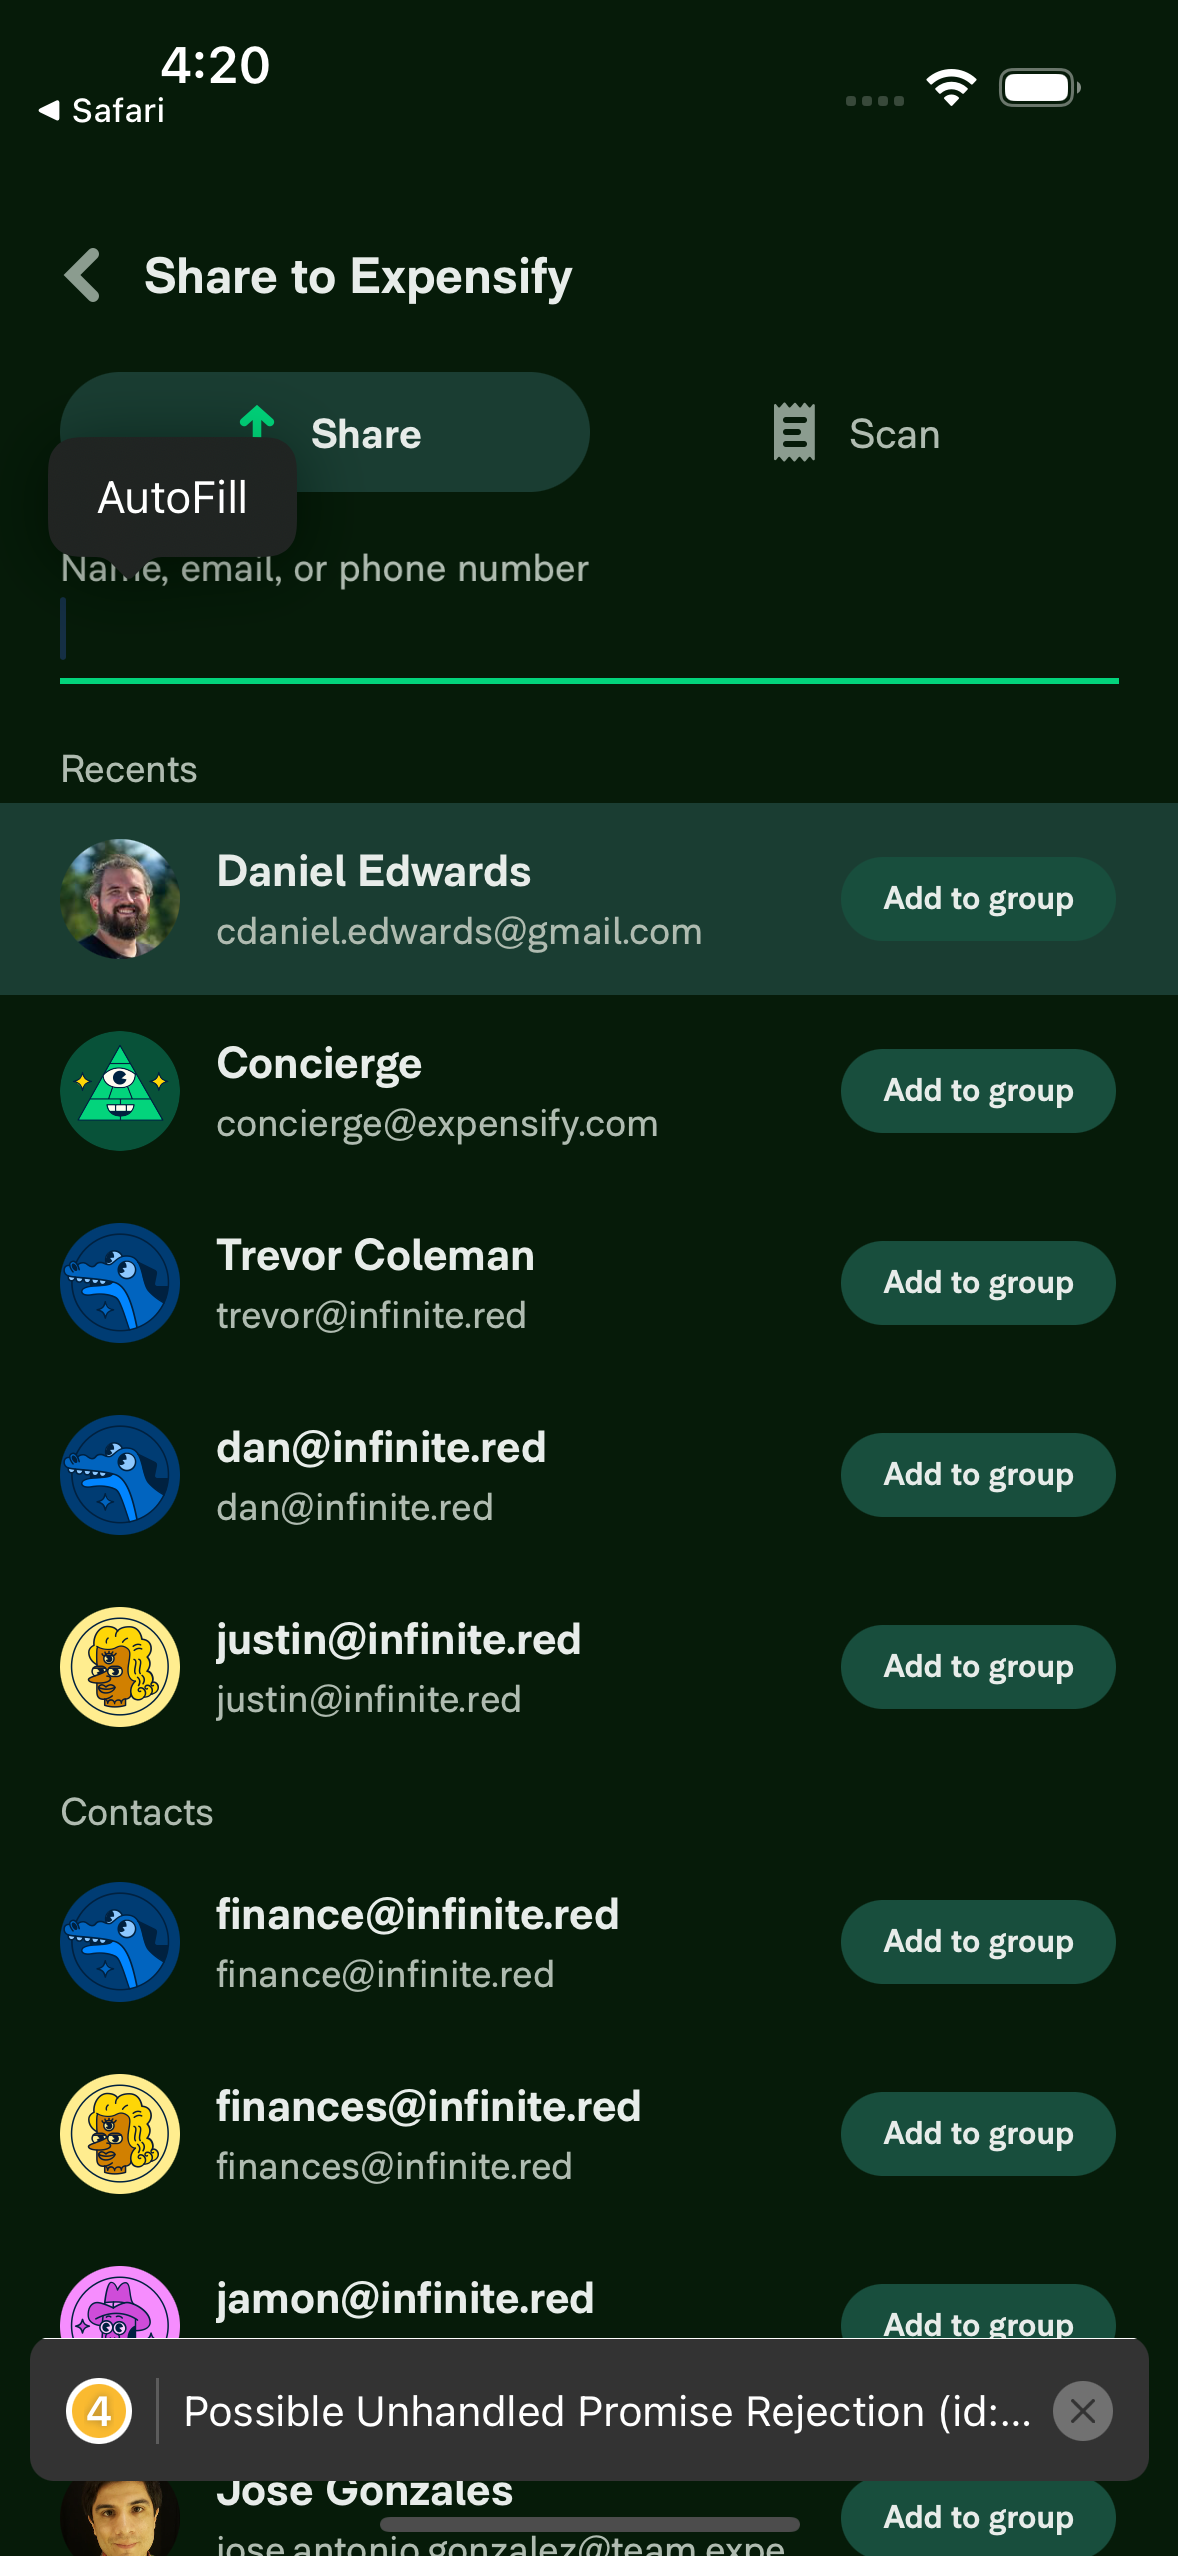 4:20
Safari
Share to Expensify
Share
Scan
AutoFill
Name, email, or phone number
Recents
Daniel Edwards
cdaniel.edwards@gmail.com
Add to group
Concierge
concierge@expensify.com
Add to group
Trevor Coleman
trevor@infinite.red
Add to group
dan@infinite.red
dan@infinite.red
Add to group
justin@infinite.red
justin@infinite.red
Add to group
Contacts
finance@infinite.red
finance@infinite.red
Add to group
finances@infinite.red
finances@infinite.red
Add to group
jamon@infinite.red
Add to group
4
Possible Unhandled Promise Rejection (id:...
Jose Gonzales
jose.antonio.gonzalez@team.expe...
Add to group